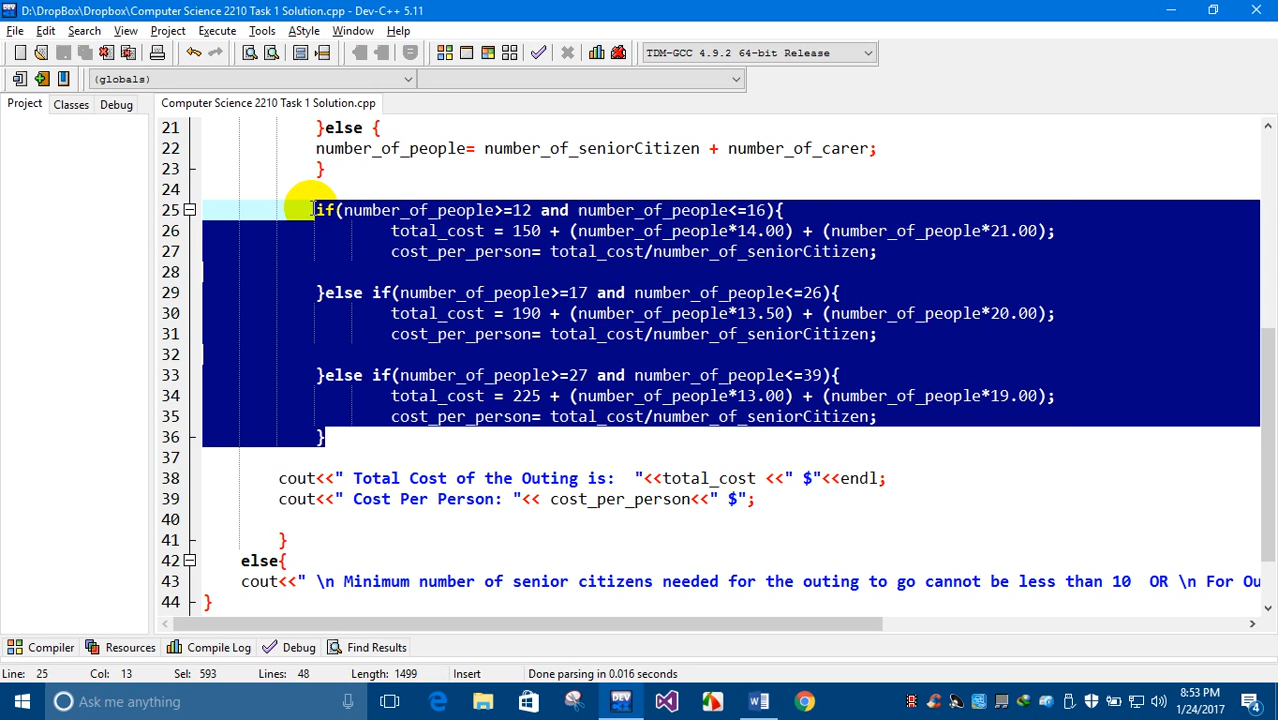 D:\DropBox\Dropbox\Computer Science 2210 Task 1 Solution.cpp - Dev-C++ 5.11
File Edit Search View Project Execute Tools AStyle Window Help
TDM-GCC 4.9.2 64-bit Release
(globals)
Project Classes Debug Computer Science 2210 Task 1 Solution.cpp
21 }else {
22 number_of_people= number_of_seniorCitizen + number_of_carer;
23 }
24
25 if(number_of_people>=12 and number_of_people<=16){
26 total_cost = 150 + (number_of_people*14.00) + (number_of_people*21.00);
27 cost_per_person= total_cost/number_of_seniorCitizen;
28
29 }else if(number_of_people>=17 and number_of_people<=26){
30 total_cost = 190 + (number_of_people*13.50) + (number_of_people*20.00);
31 cost_per_person= total_cost/number_of_seniorCitizen;
32
33 }else if(number_of_people>=27 and number_of_people<=39){
34 total_cost = 225 + (number_of_people*13.00) + (number_of_people*19.00);
35 cost_per_person= total_cost/number_of_seniorCitizen;
36 }
37
38 cout<<" Total Cost of the Outing is:  "<<total_cost <<" $"<<endl;
39 cout<<" Cost Per Person: "<< cost_per_person<<" $";
40
41 }
42 else{
43 cout<<" \n Minimum number of senior citizens needed for the outing to go cannot be less than 10  OR \n For Ou
44 }
Compiler Resources Compile Log Debug Find Results
Line: 25 Col: 13 Sel: 593 Lines: 48 Length: 1499 Insert Done parsing in 0.016 seconds
Ask me anything
8:53 PM
1/24/2017
4